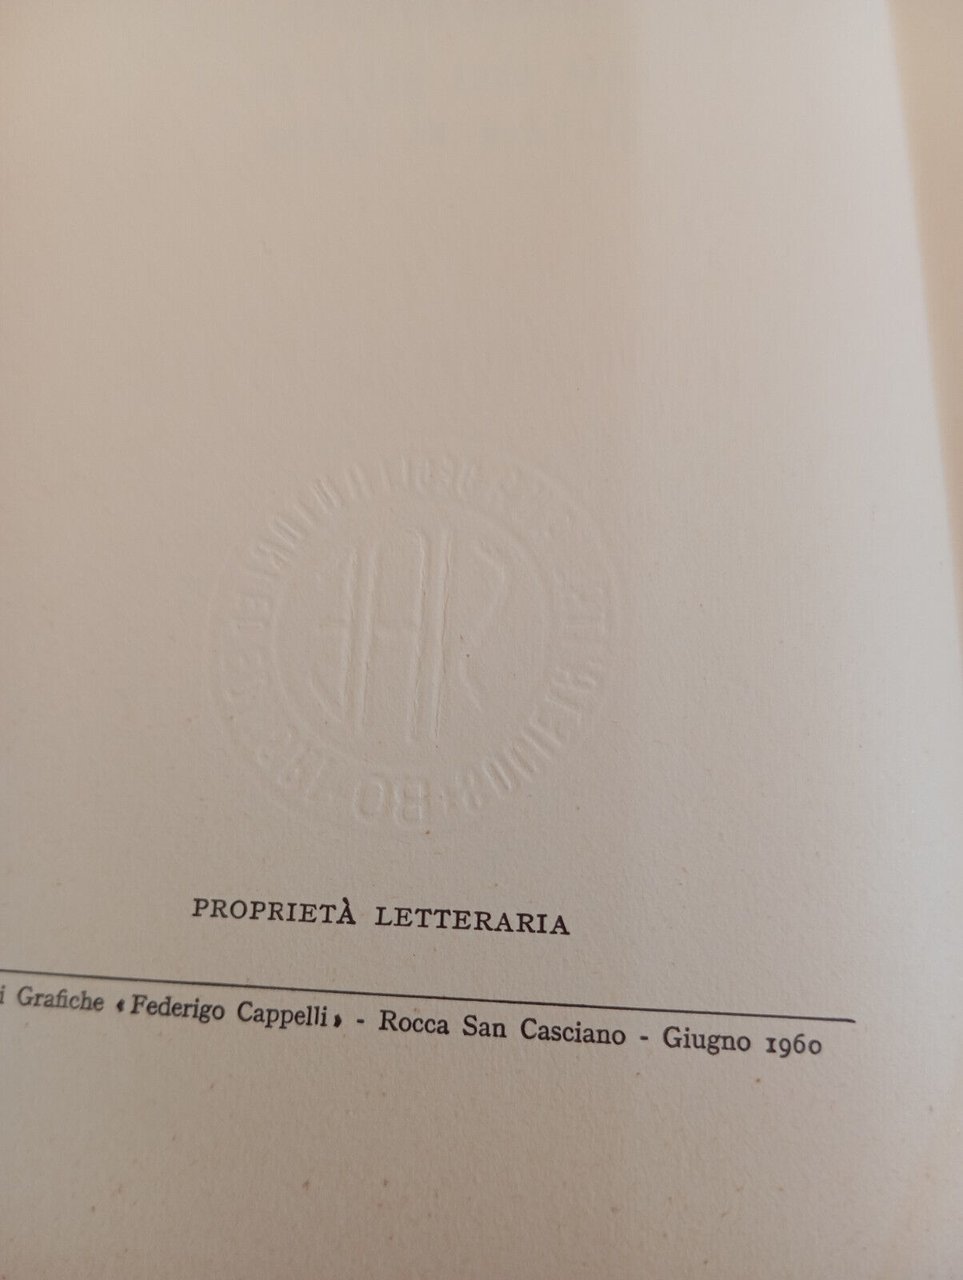 PROPRIETÀ LETTERARIA
i Grafiche «Federigo Cappelli» - Rocca San Casciano - Giugno 1960